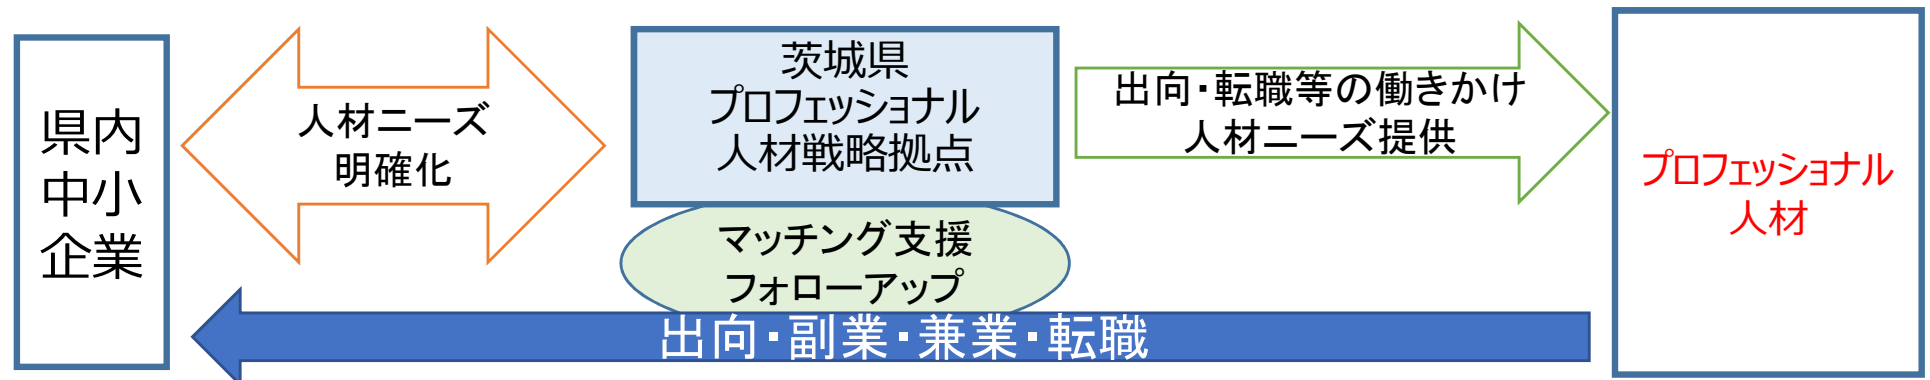 県内
中小
企業
人材ニーズ
明確化
茨城県
プロフェッショナル
人材戦略拠点
マッチング支援
フォローアップ
出向・転職等の働きかけ
人材ニーズ提供
プロフェッショナル
人材
出向・副業・兼業・転職